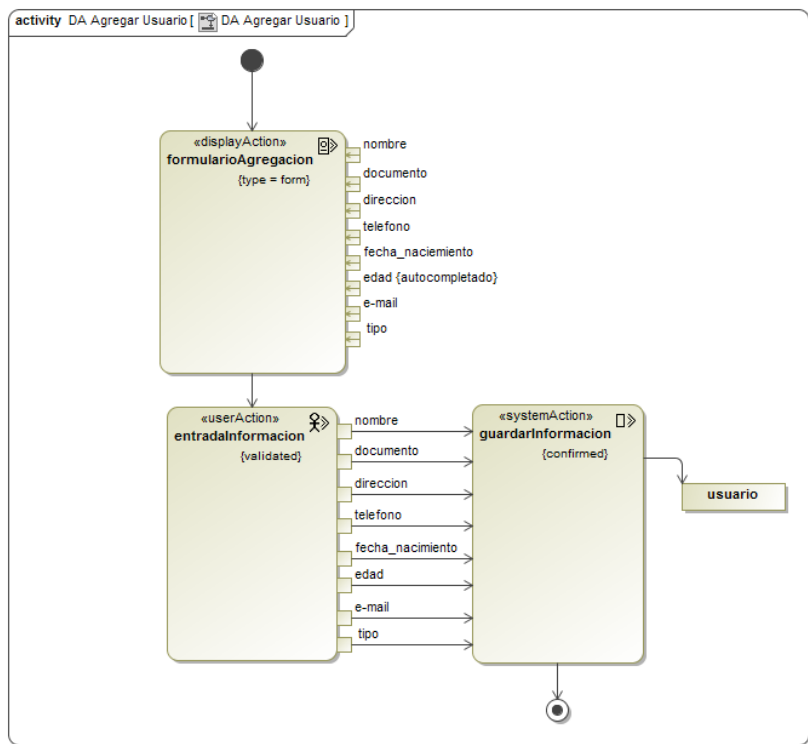 activity DA Agregar Usuario [ DA Agregar Usuario ]
«displayAction»
formularioAgregacion
{type = form}
nombre
documento
direccion
telefono
fecha_naciemiento
edad {autocompletado}
e-mail
tipo
«userAction»
entradaInformacion
{validated}
nombre
documento
direccion
telefono
fecha_nacimiento
edad
e-mail
tipo
«systemAction»
guardarInformacion
{confirmed}
usuario